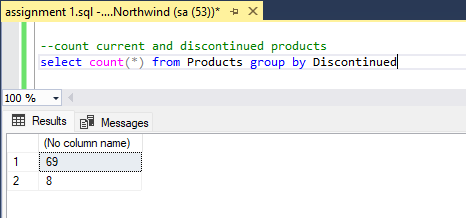 assignment 1.sql -....Northwind (sa (53))*
--count current and discontinued products
select count(*) from Products group by Discontinued
100 %
Results Messages
(No column name)
1 69
2 8